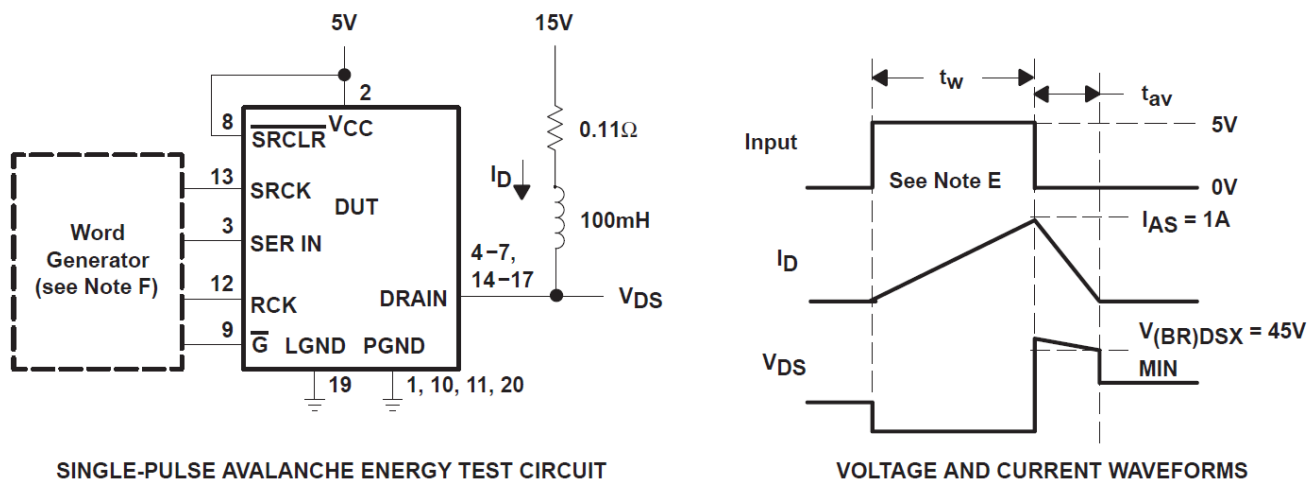 5V
15V
2
8
SRCLR
VCC
0.11Ω
ID
13
SRCK
DUT
100mH
Word
Generator
(see Note F)
3
SER IN
4−7,
14−17
12
RCK
DRAIN
VDS
9
G
LGND
PGND
19
1, 10, 11, 20
SINGLE-PULSE AVALANCHE ENERGY TEST CIRCUIT
tw
tav
Input
See Note E
5V
0V
IAS = 1A
ID
V(BR)DSX = 45V
MIN
VDS
VOLTAGE AND CURRENT WAVEFORMS